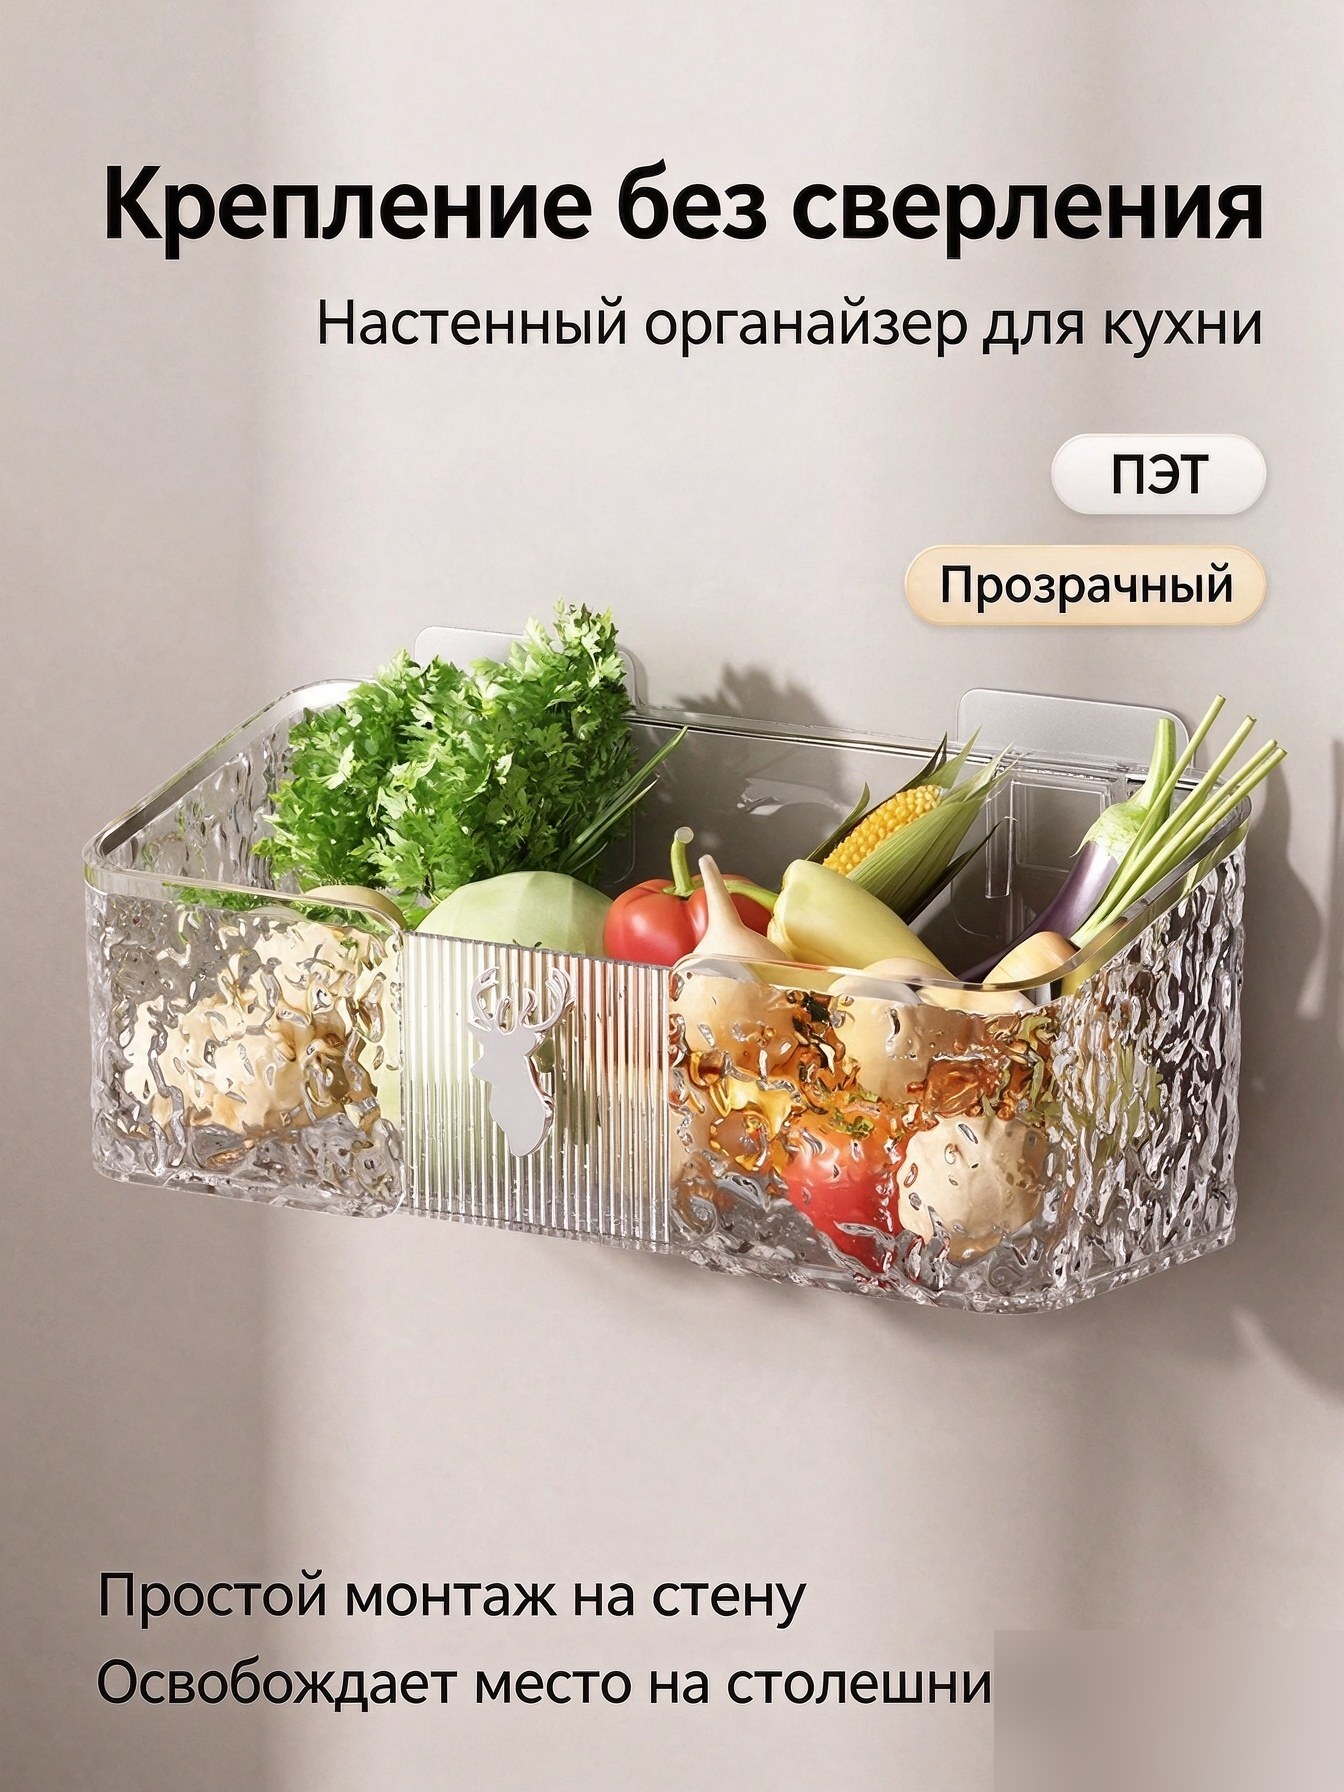 Крепление без сверления
Настенный органайзер для кухни
ПЭТ
Прозрачный
Простой монтаж на стену
Освобождает место на столешни